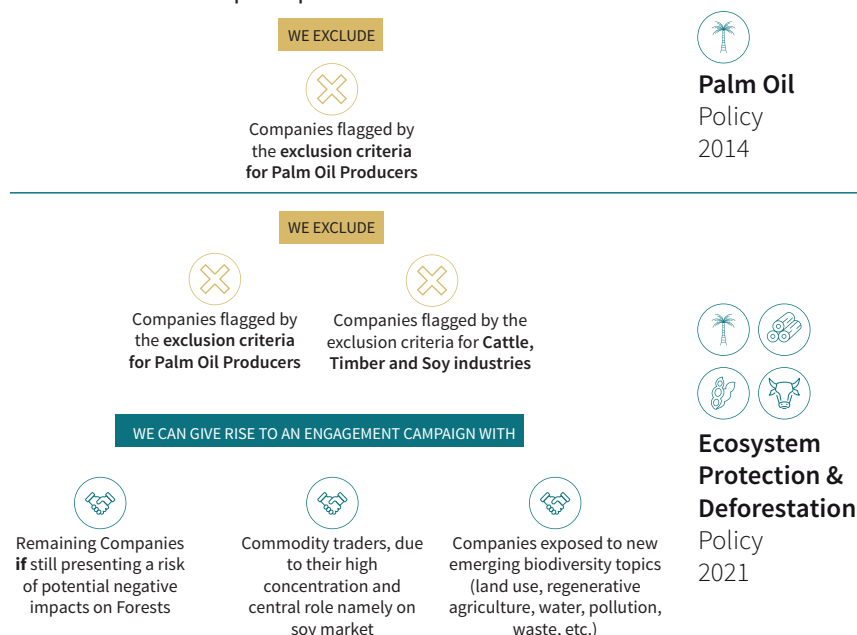 WE EXCLUDE
Companies flagged by
the exclusion criteria
for Palm Oil Producers
Palm Oil
Policy
2014
WE EXCLUDE
Companies flagged by
the exclusion criteria
for Palm Oil Producers
Companies flagged by the
exclusion criteria for Cattle,
Timber and Soy industries
WE CAN GIVE RISE TO AN ENGAGEMENT CAMPAIGN WITH
Remaining Companies
if still presenting a risk
of potential negative
impacts on Forests
Commodity traders, due
to their high
concentration and
central role namely on
soy market
Companies exposed to new
emerging biodiversity topics
(land use, regenerative
agriculture, water, pollution,
waste, etc.)
Ecosystem
Protection &
Deforestation
Policy
2021